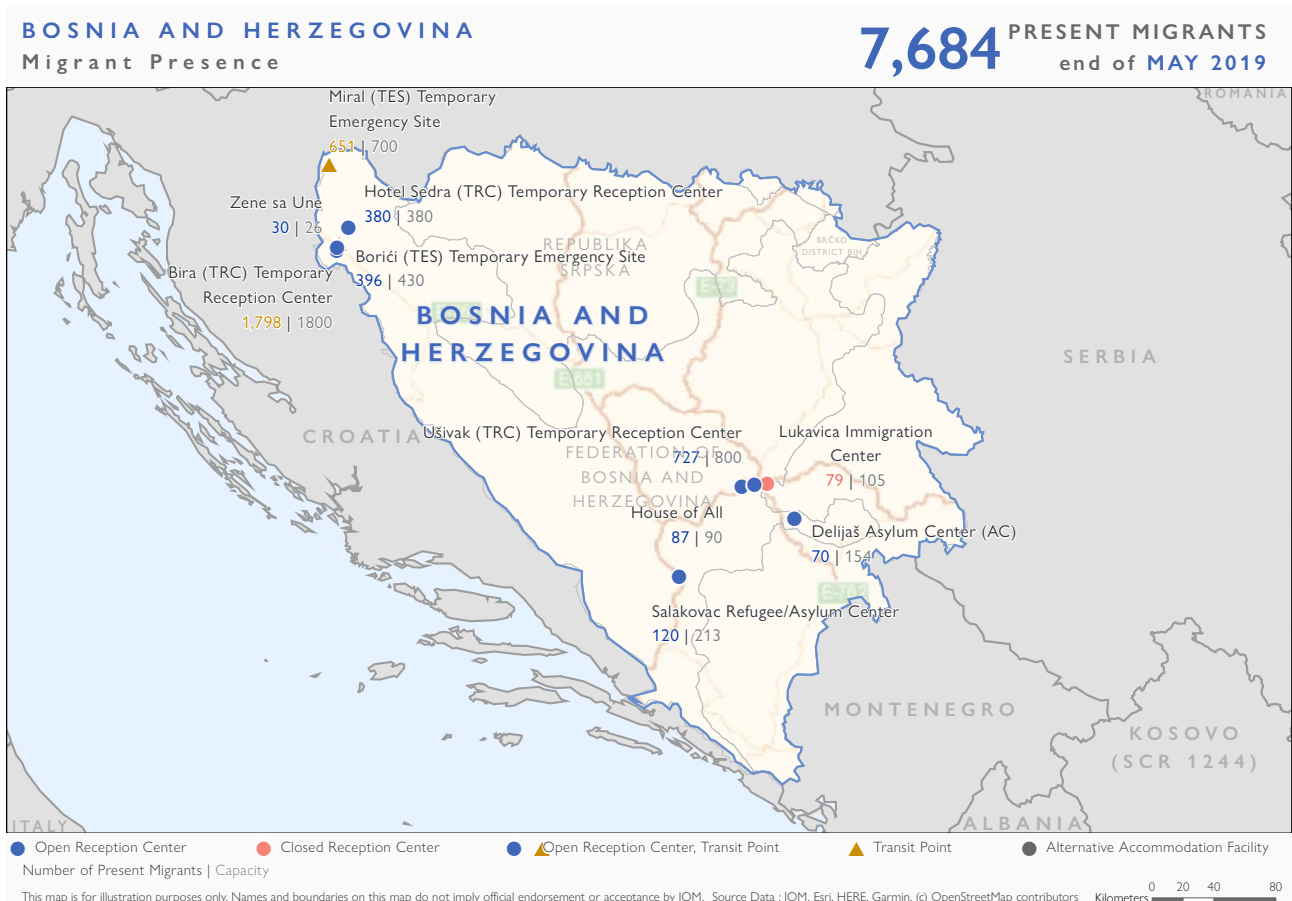 BOSNIA AND HERZEGOVINA
Migrant Presence
7,684
PRESENT MIGRANTS
end of MAY 2019
ROMANIA
Miral (TES) Temporary
Emergency Site
651 | 700
Hotel Sedra (TRC) Temporary Reception Center
380 | 380
Zene sa Une
30 | 26
REPUBLIKA
SRPSKA
BRČKO
DISTRICT BIH
Borići (TES) Temporary Emergency Site
396 | 430
Bira (TRC) Temporary
Reception Center
1,798 | 1800
BOSNIA AND
HERZEGOVINA
E-661
SERBIA
CROATIA
Ušivak (TRC) Temporary Reception Center
727 | 800
FEDERATION OF
BOSNIA AND
HERZEGOVINA
Lukavica Immigration
Center
79 | 105
House of All
87 | 90
Delijaš Asylum Center (AC)
70 | 154
Salakovac Refugee/Asylum Center
120 | 213
MONTENEGRO
KOSOVO
(SCR 1244)
ITALY
ALBANIA
Open Reception Center
Closed Reception Center
Open Reception Center, Transit Point
Transit Point
Alternative Accommodation Facility
Number of Present Migrants | Capacity
This map is for illustration purposes only. Names and boundaries on this map do not imply official endorsement or acceptance by IOM. Source Data : IOM, Esri, HERE, Garmin, (c) OpenStreetMap contributors
Kilometers
0 20 40 80